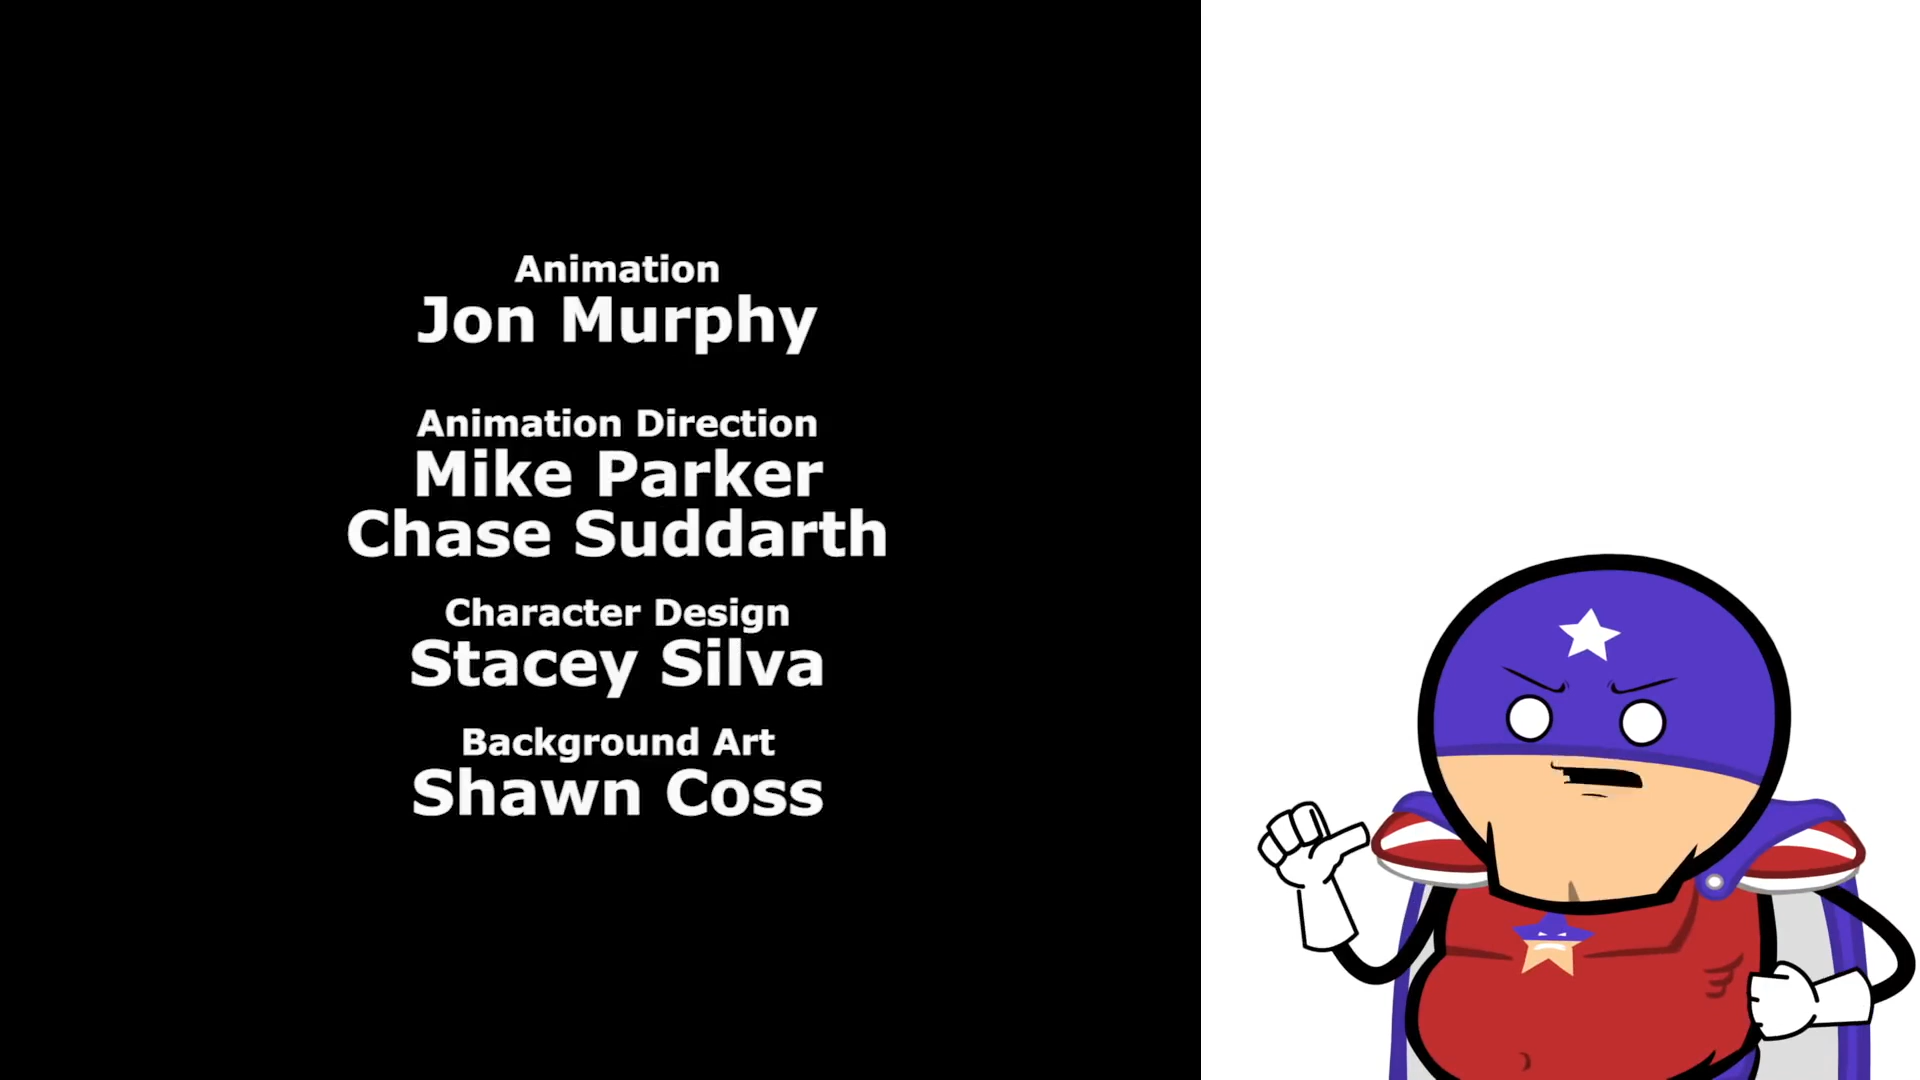 Animation
Jon Murphy
Animation Direction
Mike Parker
Chase Suddarth
Character Design
Stacey Silva
Background Art
Shawn Coss